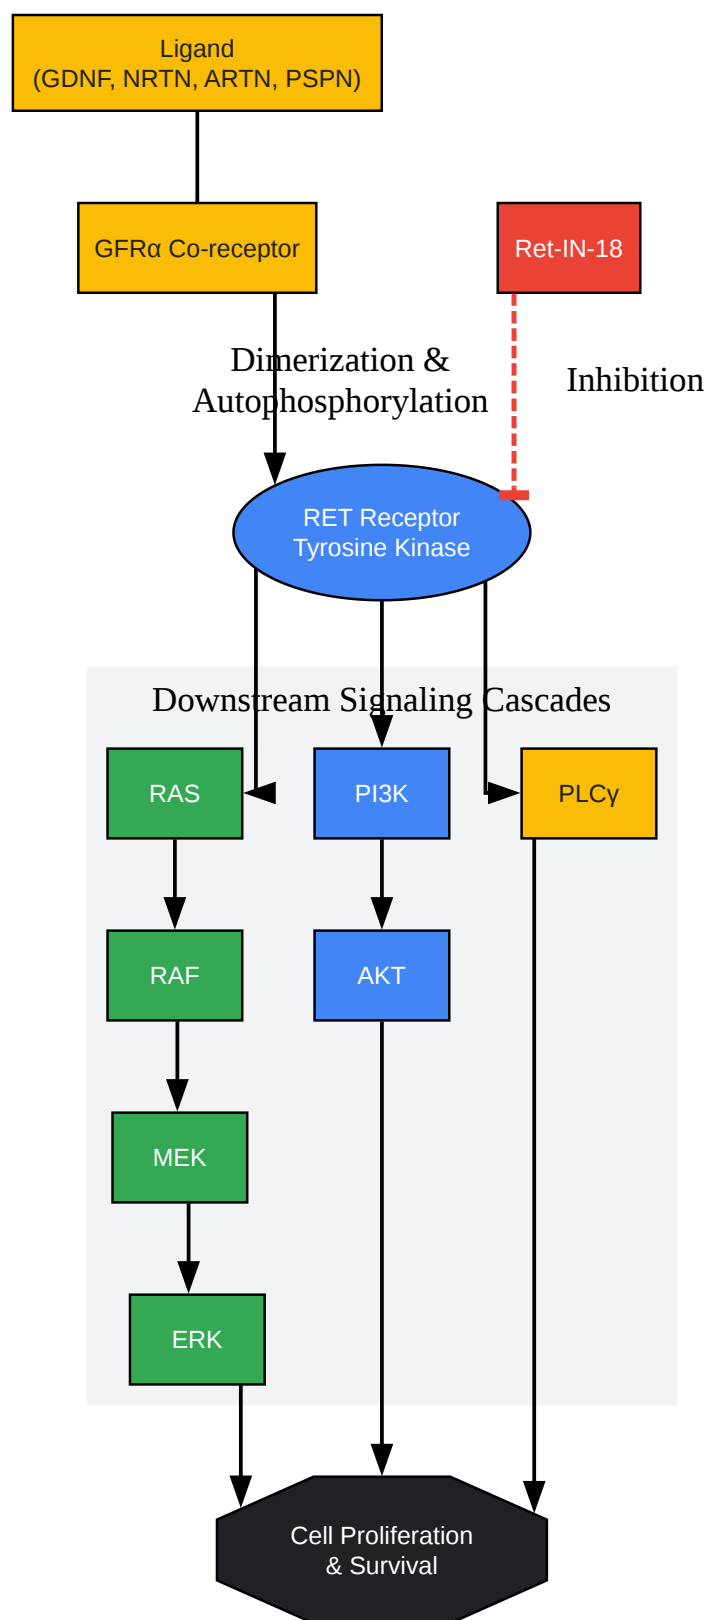 Ligand
(GDNF, NRTN, ARTN, PSPN)
GFRα Co-receptor
Ret-IN-18
Dimerization &
Autophosphorylation
Inhibition
RET Receptor
Tyrosine Kinase
Downstream Signaling Cascades
RAS
PI3K
PLCγ
RAF
AKT
MEK
ERK
Cell Proliferation
& Survival